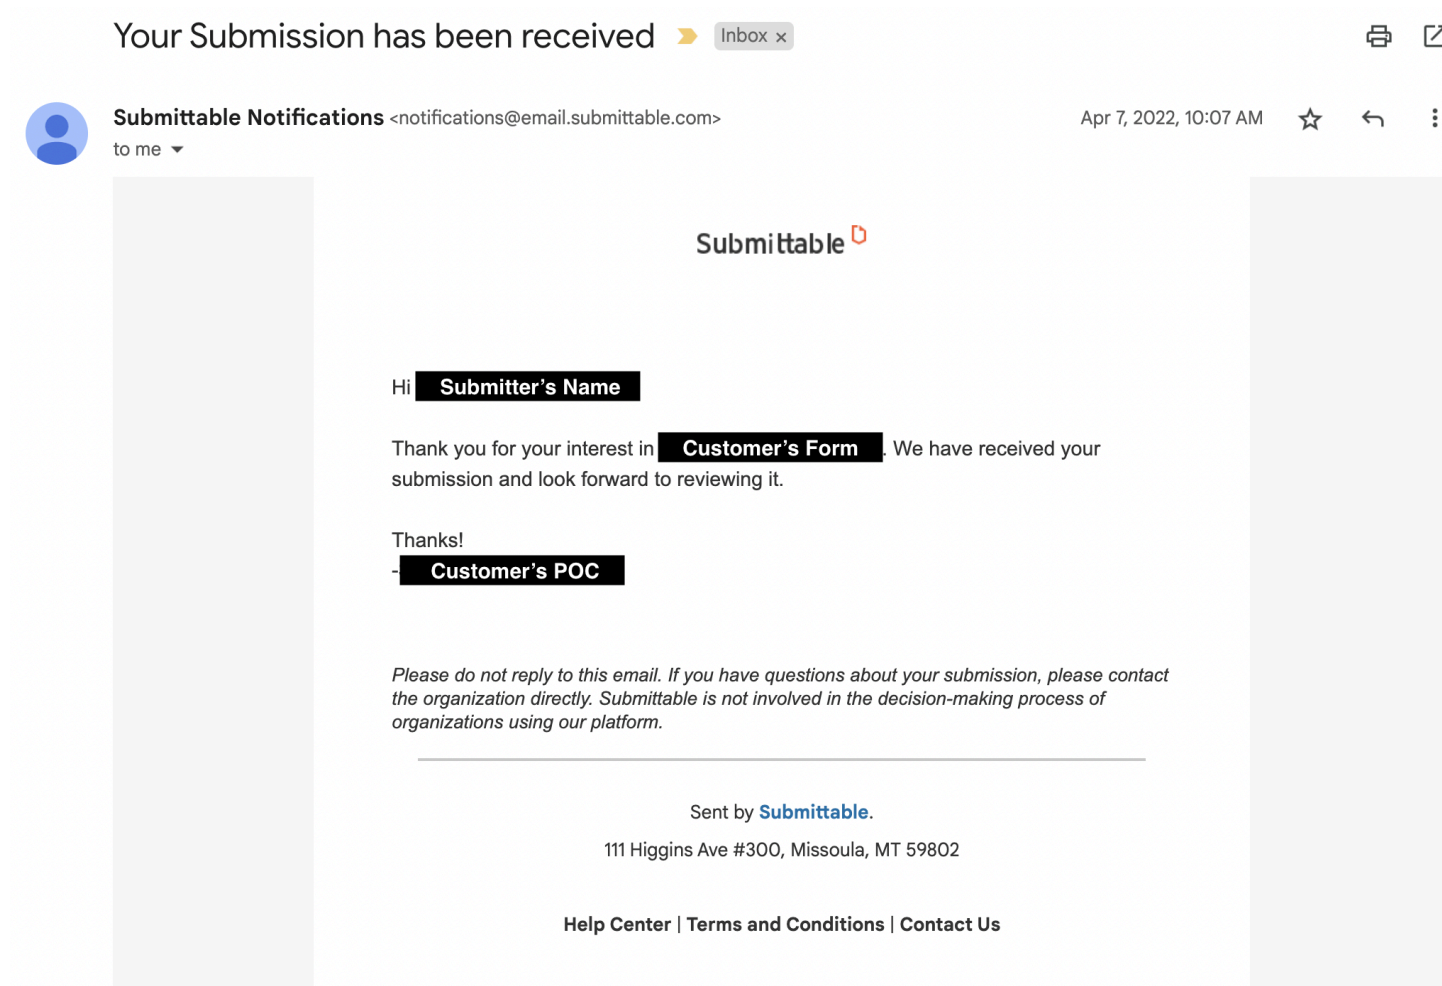 Your Submission has been received Inbox x
Submittable Notifications <notifications@email.submittable.com> Apr 7, 2022, 10:07 AM
to me
Submittable
Hi Submitter’s Name
Thank you for your interest in Customer’s Form. We have received your
submission and look forward to reviewing it.
Thanks!
-Customer’s POC
Please do not reply to this email. If you have questions about your submission, please contact
the organization directly. Submittable is not involved in the decision-making process of
organizations using our platform.
Sent by Submittable.
111 Higgins Ave #300, Missoula, MT 59802
Help Center | Terms and Conditions | Contact Us